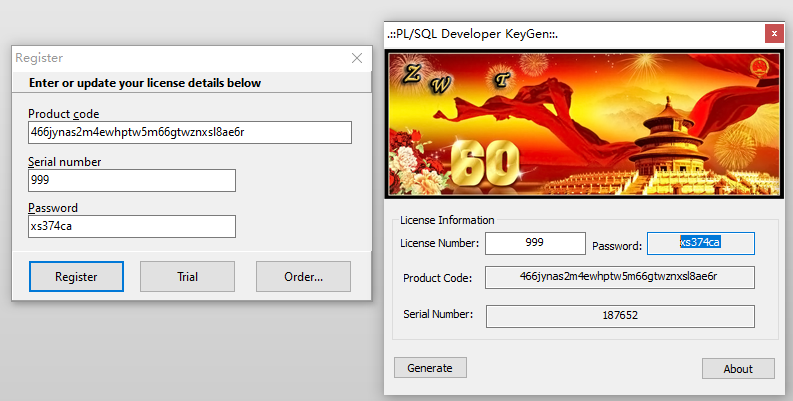 Register
Enter or update your license details below
Product code
466jynas2m4ewhptw5m66gtwznxsl8ae6r
Serial number
999
Password
xs374ca
Register
Trial
Order...
.::PL/SQL Developer KeyGen::.
x
Z W T
60
License Information
License Number:
999
Password:
xs374ca
Product Code:
466jynas2m4ewhptw5m66gtwznxsl8ae6r
Serial Number:
187652
Generate
About